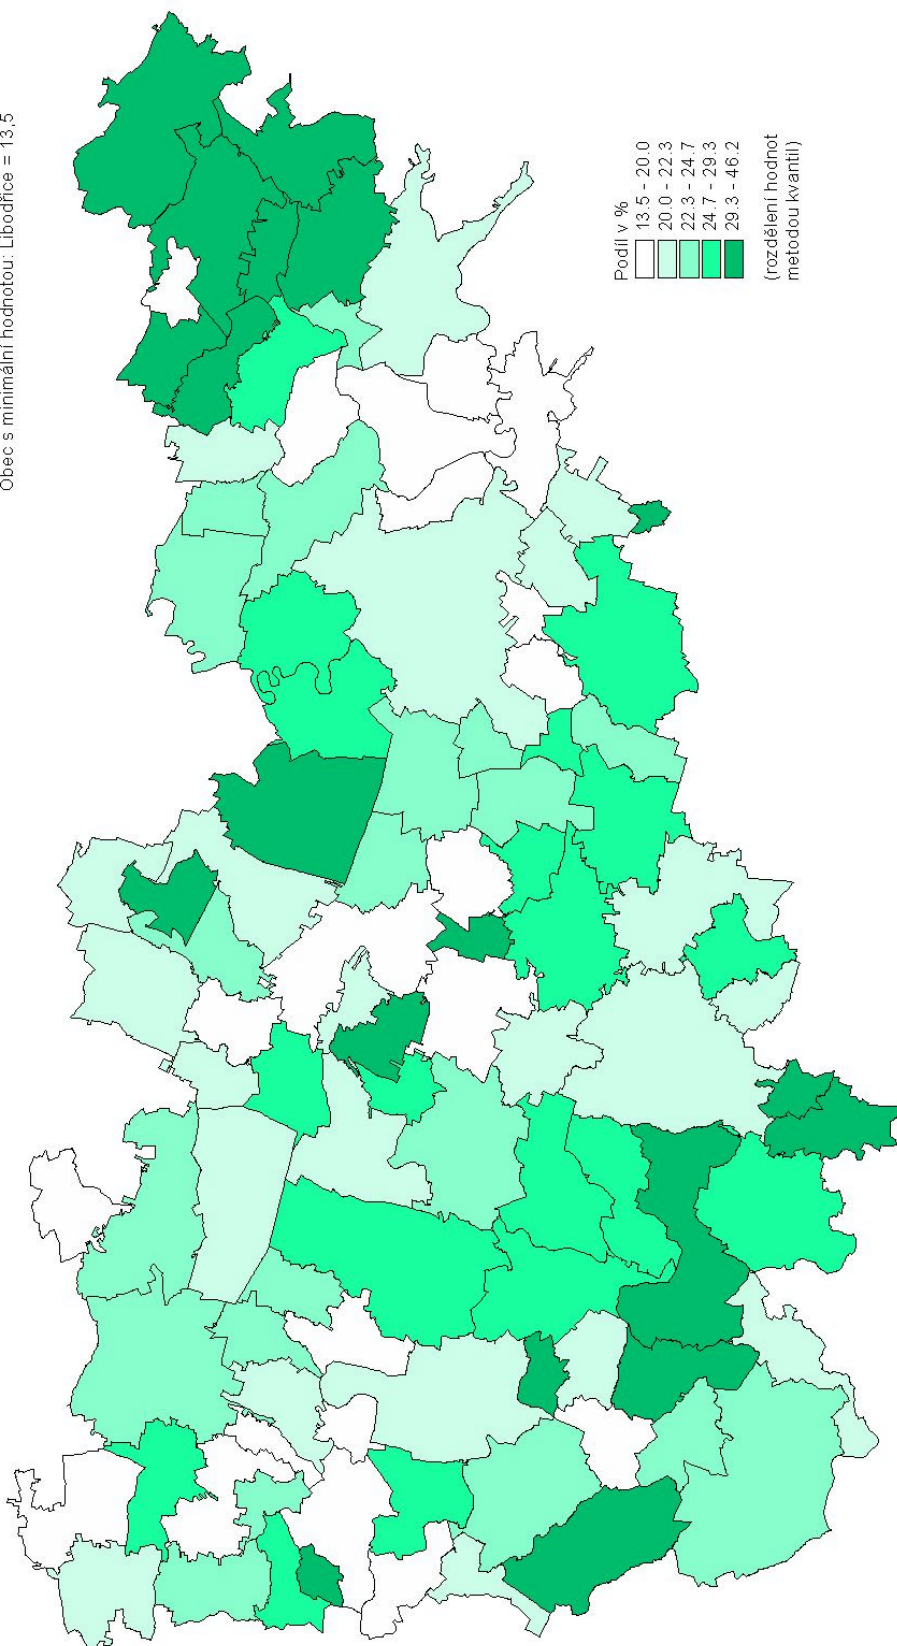 Obec s minimální hodnotou: Libodřice = 13,5
Podíl v %
13.5 - 20.0
20.0 - 22.3
22.3 - 24.7
24.7 - 29.3
29.3 - 46.2
(rozdělení hodnot
metodou kvantil)